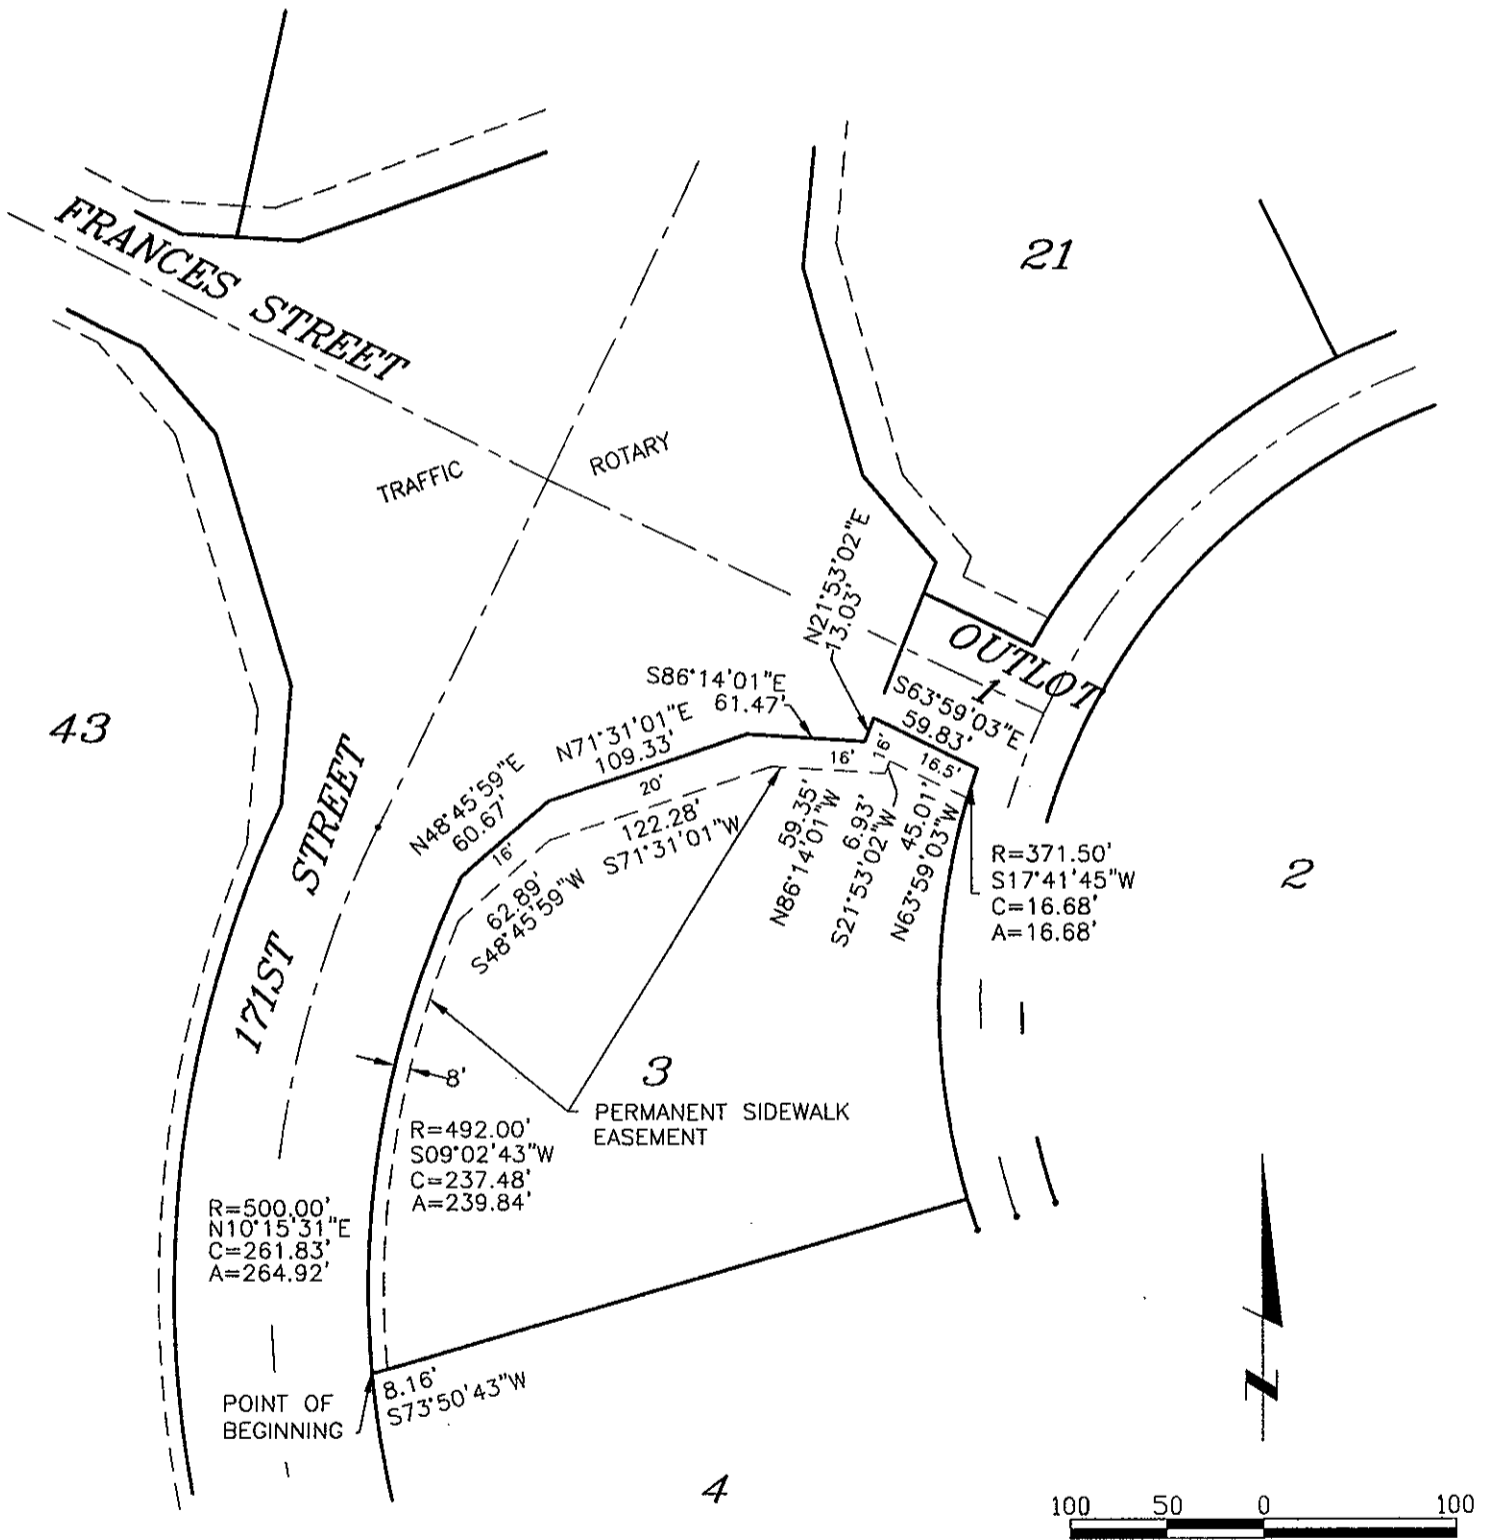 FRANCES STREET
21
TRAFFIC
ROTARY
N21°53'02"E
13.03'
OUTLOT
1
S86°14'01"E
61.47'
S63°59'03"E
59.83'
43
N71°31'01"E
109.33'
16'
16'
16.5'
20'
N48°45'59"E
60.67'
171ST STREET
16'
122.28'
S71°31'01"W
59.35'
N86°14'01"W
6.93'
S21°53'02"W
45.01'
N63°59'03"W
R=371.50'
S17°41'45"W
C=16.68'
A=16.68'
2
62.89'
S48°45'59"W
8'
3
PERMANENT SIDEWALK
EASEMENT
R=492.00'
S09°02'43"W
C=237.48'
A=239.84'
R=500.00'
N10°15'31"E
C=261.83'
A=264.92'
POINT OF
BEGINNING
8.16'
S73°50'43"W
N
4
100 50 0 100